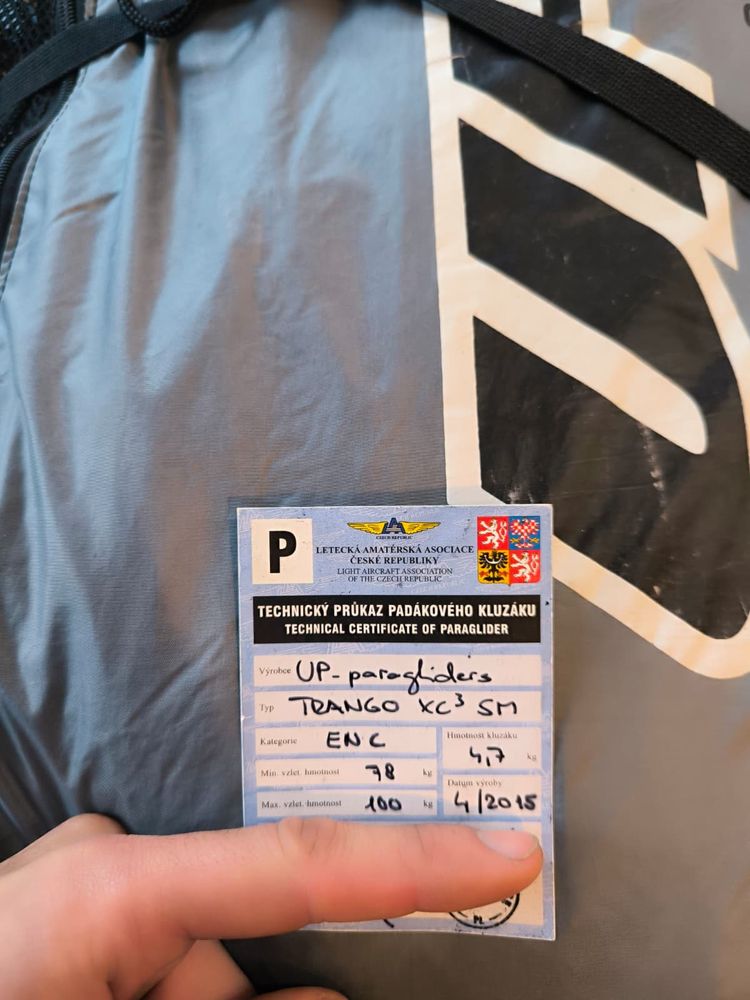 P
CZECH REPUBLIC
LETECKÁ AMATÉRSKÁ ASOCIACE
ČESKÉ REPUBLIKY
LIGHT AIRCRAFT ASSOCIATION
OF THE CZECH REPUBLIC
TECHNICKÝ PRŮKAZ PADÁKOVÉHO KLUZÁKU
TECHNICAL CERTIFICATE OF PARAGLIDER
Výrobce UP-paragliders
Typ TRANGO XC³ SM
Kategorie EN C
Hmotnost kluzáku 4,7 kg
Min. vzlet. hmotnost 78 kg
Datum výroby 4/2015
Max. vzlet. hmotnost 100 kg